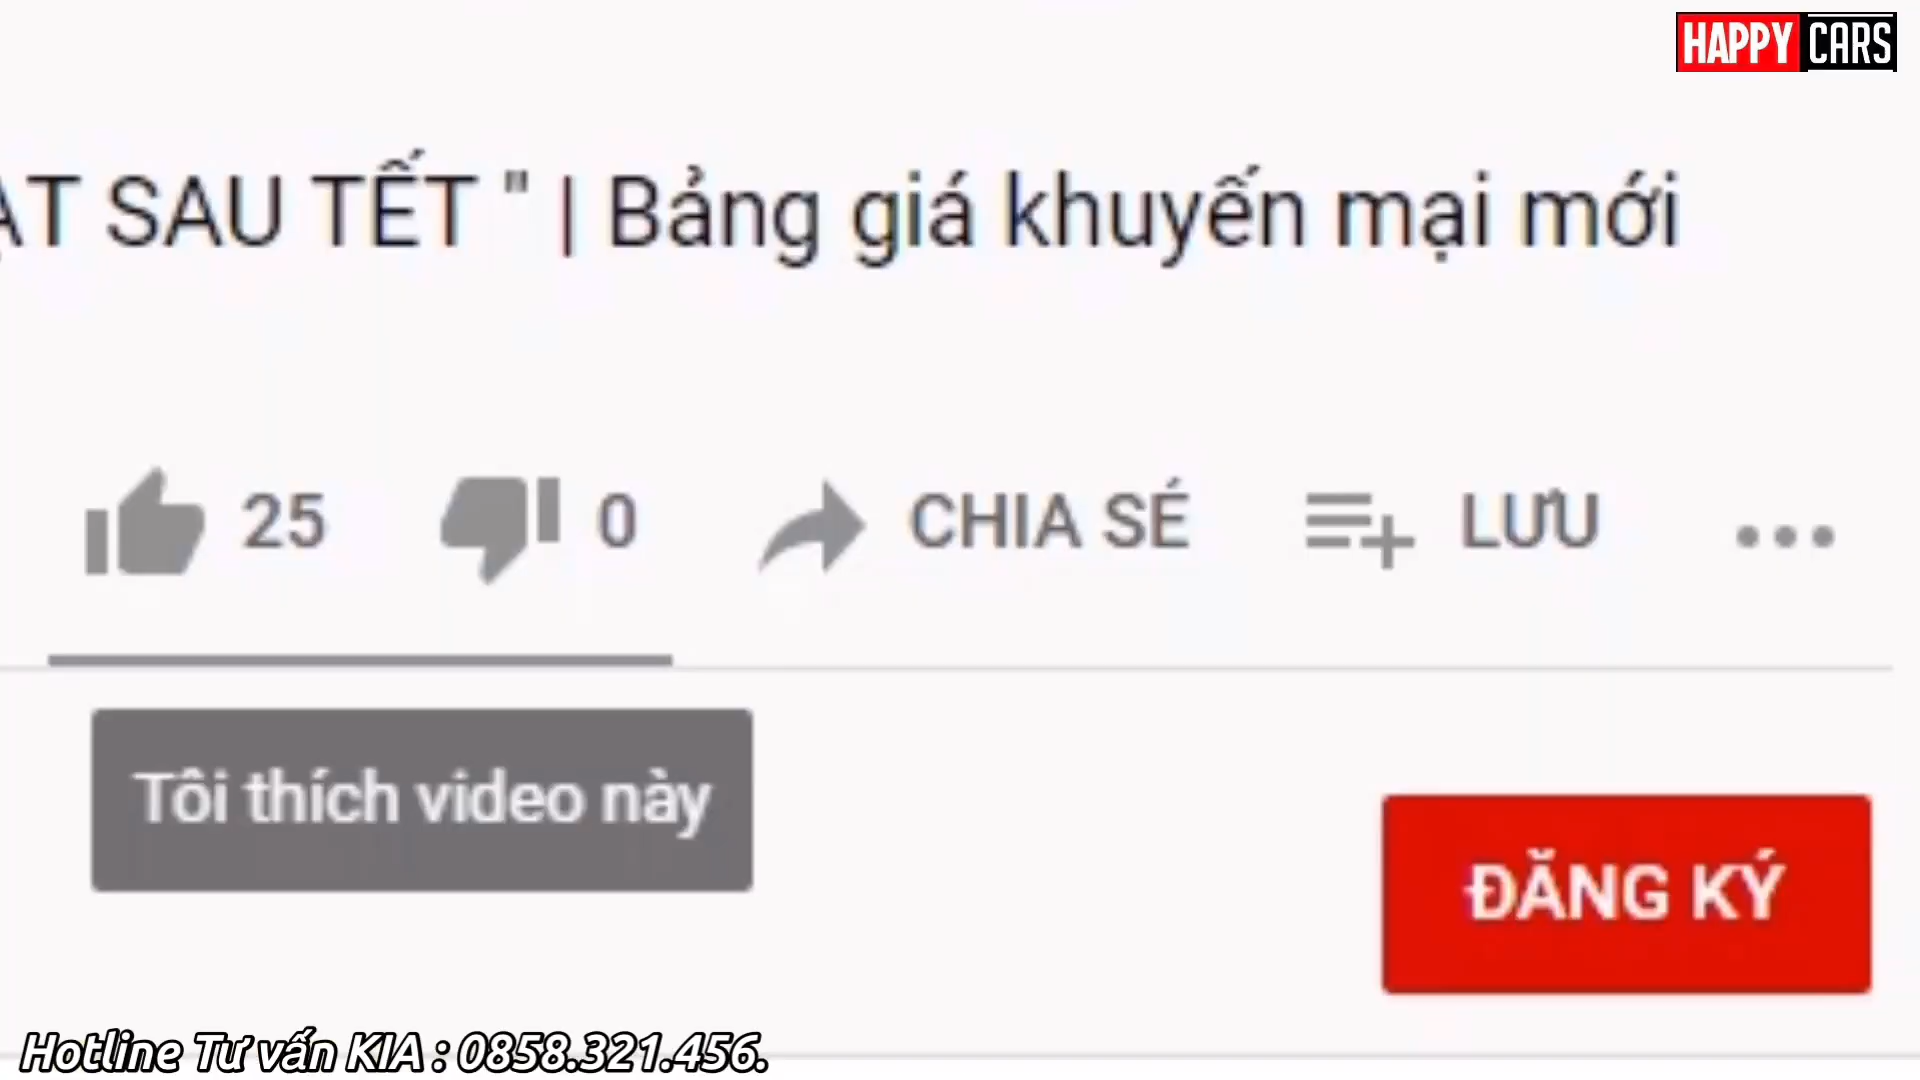 HAPPY CARS
SAU TẾT " | Bảng giá khuyến mại mới
25 0 CHIA SẺ LƯU
Tôi thích video này
ĐĂNG KÝ
Hotline Tư vấn KIA : 0858.321.456.